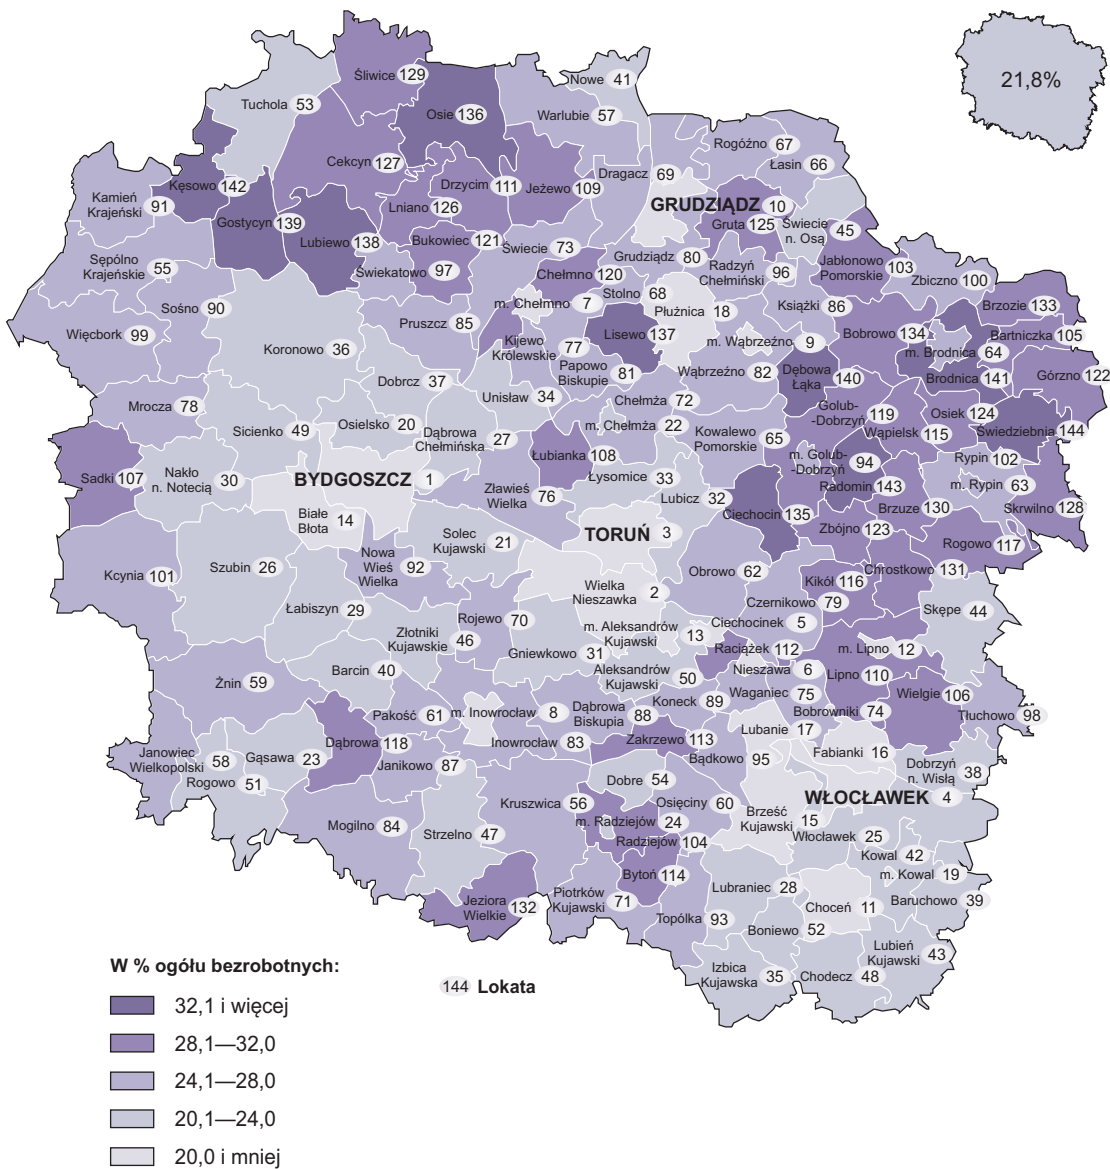 21,8%
Śliwice 129
Nowe 41
Tuchola 53
Osie 136
Warlubie 57
Rogóźno 67
Cekcyn 127
Łasin 66
Dragacz 69
Kęsowo 142
Drzycim 111
Jeżewo 109
Kamień
Krajeński 91
Lniano 126
GRUDZIĄDZ 10
Gostycyn 139
Gruta 125
Świecie
n. Osą 45
Lubiewo 138
Bukowiec 121
Świecie 73
Sępólno
Krajeńskie 55
Świekatowo 97
Grudziądz 80
Radzyń
Chełmiński 96
Jabłonowo
Pomorskie 103
Zbiczno 100
Chełmno 120
Stolno 68
m. Chełmno 7
Sośno 90
Płużnica 18
Książki 86
Brzozie 133
Więcbork 99
Pruszcz 85
Lisewo 137
Bobrowo 134
Bartniczka 105
Koronowo 36
Kijewo
Królewskie 77
m. Wąbrzeźno 9
m. Brodnica 64
Papowo
Biskupie 81
Wąbrzeźno 82
Dębowa
Łąka 140
Brodnica 141
Górzno 122
Dobrcz 37
Unisław 34
Chełmża 72
Mrocza 78
Golub-
-Dobrzyń 119
Osiek 124
Sicienko 49
Osielsko 20
Dąbrowa
Chełmińska 27
m. Chełmża 22
Kowalewo
Pomorskie 65
Wąpielsk 115
Świedziebnia 144
Łubianka 108
m. Golub-
-Dobrzyń 94
Rypin 102
Sadki 107
Nakło
n. Notecią 30
BYDGOSZCZ 1
Łysomice 33
Radomin 143
m. Rypin 63
Zławieś
Wielka 76
Lubicz 32
Ciechocin 135
Brzuze 130
Skrwilno 128
Białe
Błota 14
TORUŃ 3
Zbójno 123
Solec
Kujawski 21
Rogowo 117
Nowa
Wieś
Wielka 92
Kcynia 101
Szubin 26
Obrowo 62
Kikół 116
Chrostkowo 131
Wielka
Nieszawka 2
Czernikowo 79
Łabiszyn 29
Skępe 44
Rojewo 70
Ciechocinek 5
Złotniki
Kujawskie 46
m. Aleksandrów
Kujawski 13
Gniewkowo 31
Raciążek 112
m. Lipno 12
Barcin 40
Aleksandrów
Kujawski 50
Nieszawa 6
Lipno 110
Żnin 59
Waganiec 75
Wielgie 106
Koneck 89
Bobrowniki 74
Pakość 61
m. Inowrocław 8
Dąbrowa
Biskupia 88
Tłuchowo 98
Lubanie 17
Dąbrowa 118
Inowrocław 83
Zakrzewo 113
Fabianki 16
Janowiec
Wielkopolski 58
Gąsawa 23
Bądkowo 95
Janikowo 87
Dobrzyń
n. Wisłą 38
Rogowo 51
Dobre 54
WŁOCŁAWEK 4
Kruszwica 56
Osięciny 60
Brześć
Kujawski 15
Mogilno 84
Strzelno 47
m. Radziejów 24
Włocławek 25
Radziejów 104
Kowal 42
m. Kowal 19
Bytoń 114
Lubraniec 28
Baruchowo 39
Piotrków
Kujawski 71
Jeziora
Wielkie 132
Choceń 11
Topólka 93
Boniewo 52
Lubień
Kujawski 43
Izbica
Kujawska 35
Chodecz 48
W % ogółu bezrobotnych:
144 Lokata
32,1 i więcej
28,1—32,0
24,1—28,0
20,1—24,0
20,0 i mniej